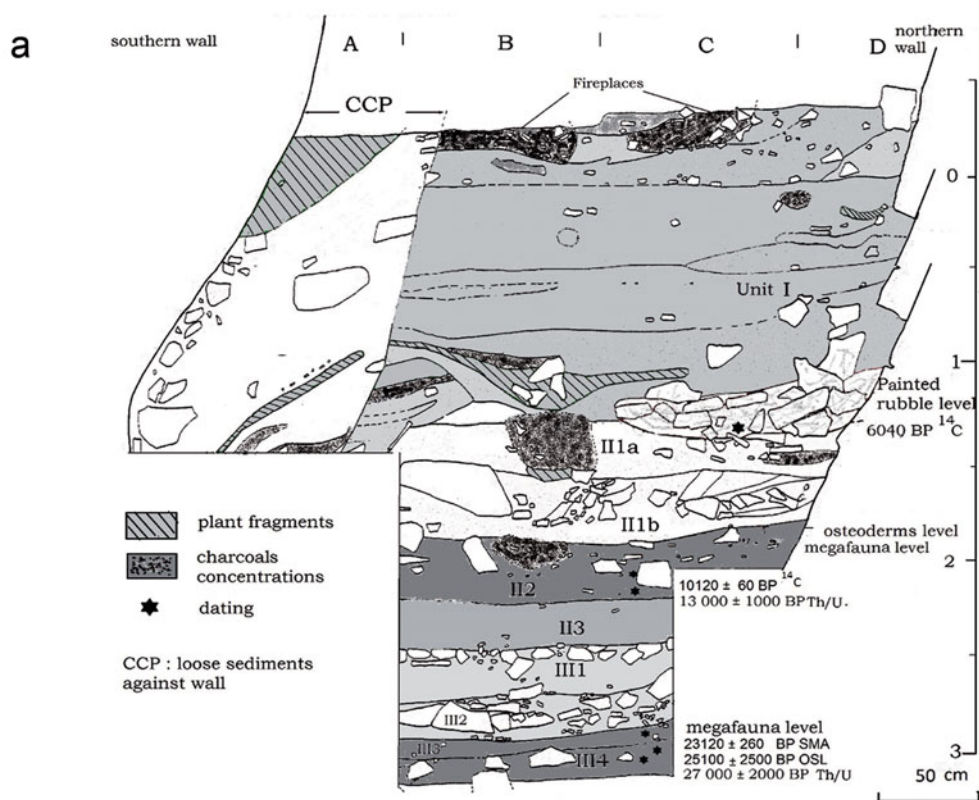 a
southern wall
A
B
C
D
northern
wall
Fireplaces
CCP
0
Unit I
1
Painted
rubble level
6040 BP 14C
II1a
II1b
osteoderms level
megafauna level
plant fragments
charcoals
concentrations
dating
CCP : loose sediments
against wall
2
II2
10120 ± 60 BP 14C
13 000 ± 1000 BP Th/U.
II3
III1
III2
III3
III4
megafauna level
23120 ± 260 BP SMA
25100 ± 2500 BP OSL
27 000 ± 2000 BP Th/U
3
50 cm